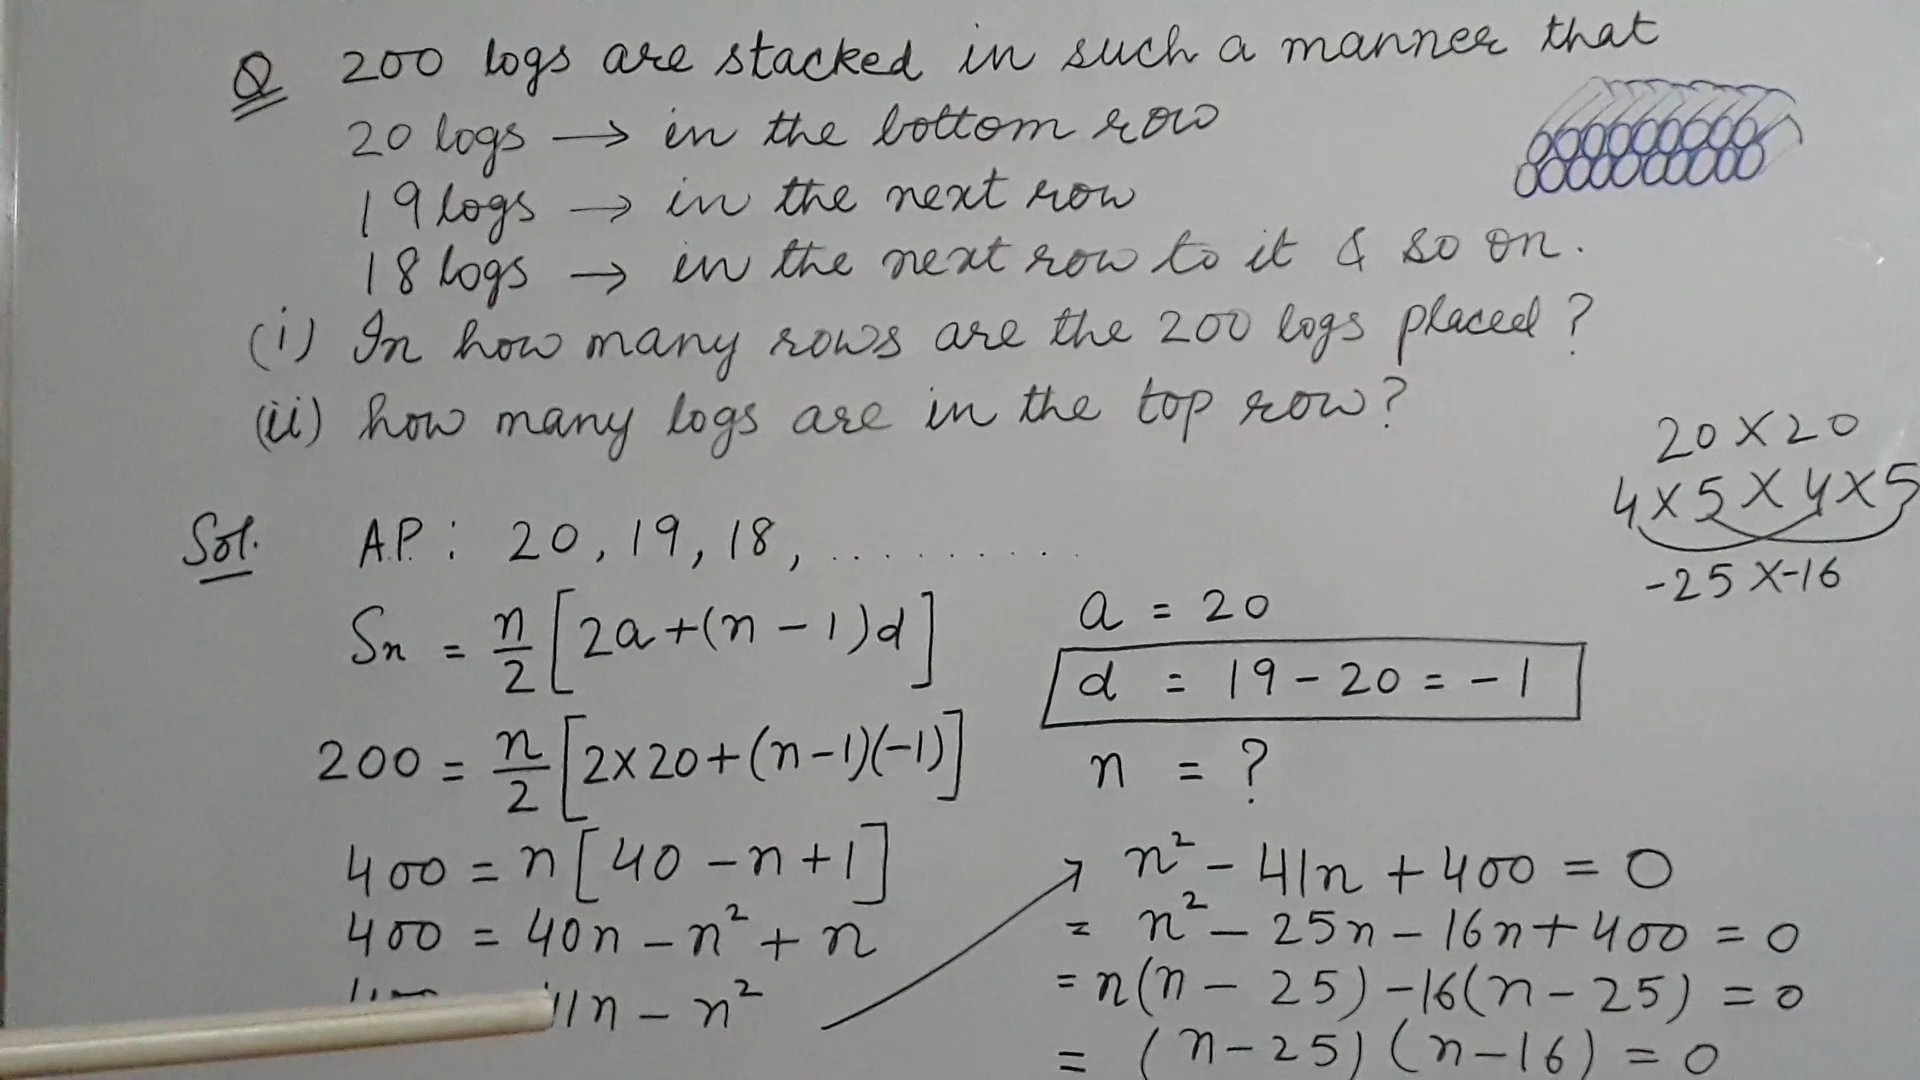 Q 200 logs are stacked in such a manner that
20 logs → in the bottom row
19 logs → in the next row
18 logs → in the next row to it & so on.
(i) In how many rows are the 200 logs placed?
(ii) how many logs are in the top row?
20 × 20
4 × 5 × 4 × 5
-25 × -16
Sol. A.P: 20, 19, 18, .........
Sn = n/2 [2a + (n - 1)d]
200 = n/2 [2×20 + (n-1)(-1)]
400 = n[40 - n + 1]
400 = 40n - n² + n
11n - n²
a = 20
d = 19 - 20 = -1
n = ?
n² - 41n + 400 = 0
= n² - 25n - 16n + 400 = 0
= n(n - 25) - 16(n - 25) = 0
= (n - 25)(n - 16) = 0